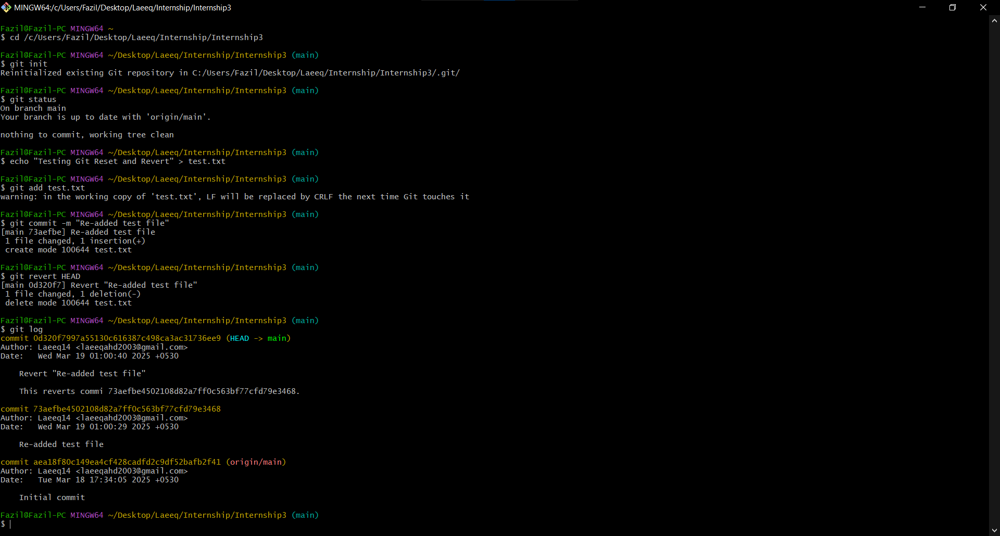 MINGW64:/c/Users/Fazil/Desktop/Laeeq/Internship/Internship3
Fazil@Fazil-PC MINGW64 ~
$ cd /c/Users/Fazil/Desktop/Laeeq/Internship/Internship3
Fazil@Fazil-PC MINGW64 ~/Desktop/Laeeq/Internship/Internship3 (main)
$ git init
Reinitialized existing Git repository in C:/Users/Fazil/Desktop/Laeeq/Internship/Internship3/.git/
Fazil@Fazil-PC MINGW64 ~/Desktop/Laeeq/Internship/Internship3 (main)
$ git status
On branch main
Your branch is up to date with 'origin/main'.
nothing to commit, working tree clean
Fazil@Fazil-PC MINGW64 ~/Desktop/Laeeq/Internship/Internship3 (main)
$ echo "Testing Git Reset and Revert" > test.txt
Fazil@Fazil-PC MINGW64 ~/Desktop/Laeeq/Internship/Internship3 (main)
$ git add test.txt
warning: in the working copy of 'test.txt', LF will be replaced by CRLF the next time Git touches it
Fazil@Fazil-PC MINGW64 ~/Desktop/Laeeq/Internship/Internship3 (main)
$ git commit -m "Re-added test file"
[main 73aefbe] Re-added test file
 1 file changed, 1 insertion(+)
 create mode 100644 test.txt
Fazil@Fazil-PC MINGW64 ~/Desktop/Laeeq/Internship/Internship3 (main)
$ git revert HEAD
[main 0d320f7] Revert "Re-added test file"
 1 file changed, 1 deletion(-)
 delete mode 100644 test.txt
Fazil@Fazil-PC MINGW64 ~/Desktop/Laeeq/Internship/Internship3 (main)
$ git log
commit 0d320f7997a55130c616387c498ca3ac31736ee9 (HEAD -> main)
Author: Laeeq14 <laeeqahd2003@gmail.com>
Date:   Wed Mar 19 01:00:40 2025 +0530
    Revert "Re-added test file"
    This reverts commi 73aefbe4502108d82a7ff0c563bf77cfd79e3468.
commit 73aefbe4502108d82a7ff0c563bf77cfd79e3468
Author: Laeeq14 <laeeqahd2003@gmail.com>
Date:   Wed Mar 19 01:00:29 2025 +0530
    Re-added test file
commit aea18f80c149ea4cf428cadfd2c9df52bafb2f41 (origin/main)
Author: Laeeq14 <laeeqahd2003@gmail.com>
Date:   Tue Mar 18 17:34:05 2025 +0530
    Initial commit
Fazil@Fazil-PC MINGW64 ~/Desktop/Laeeq/Internship/Internship3 (main)
$